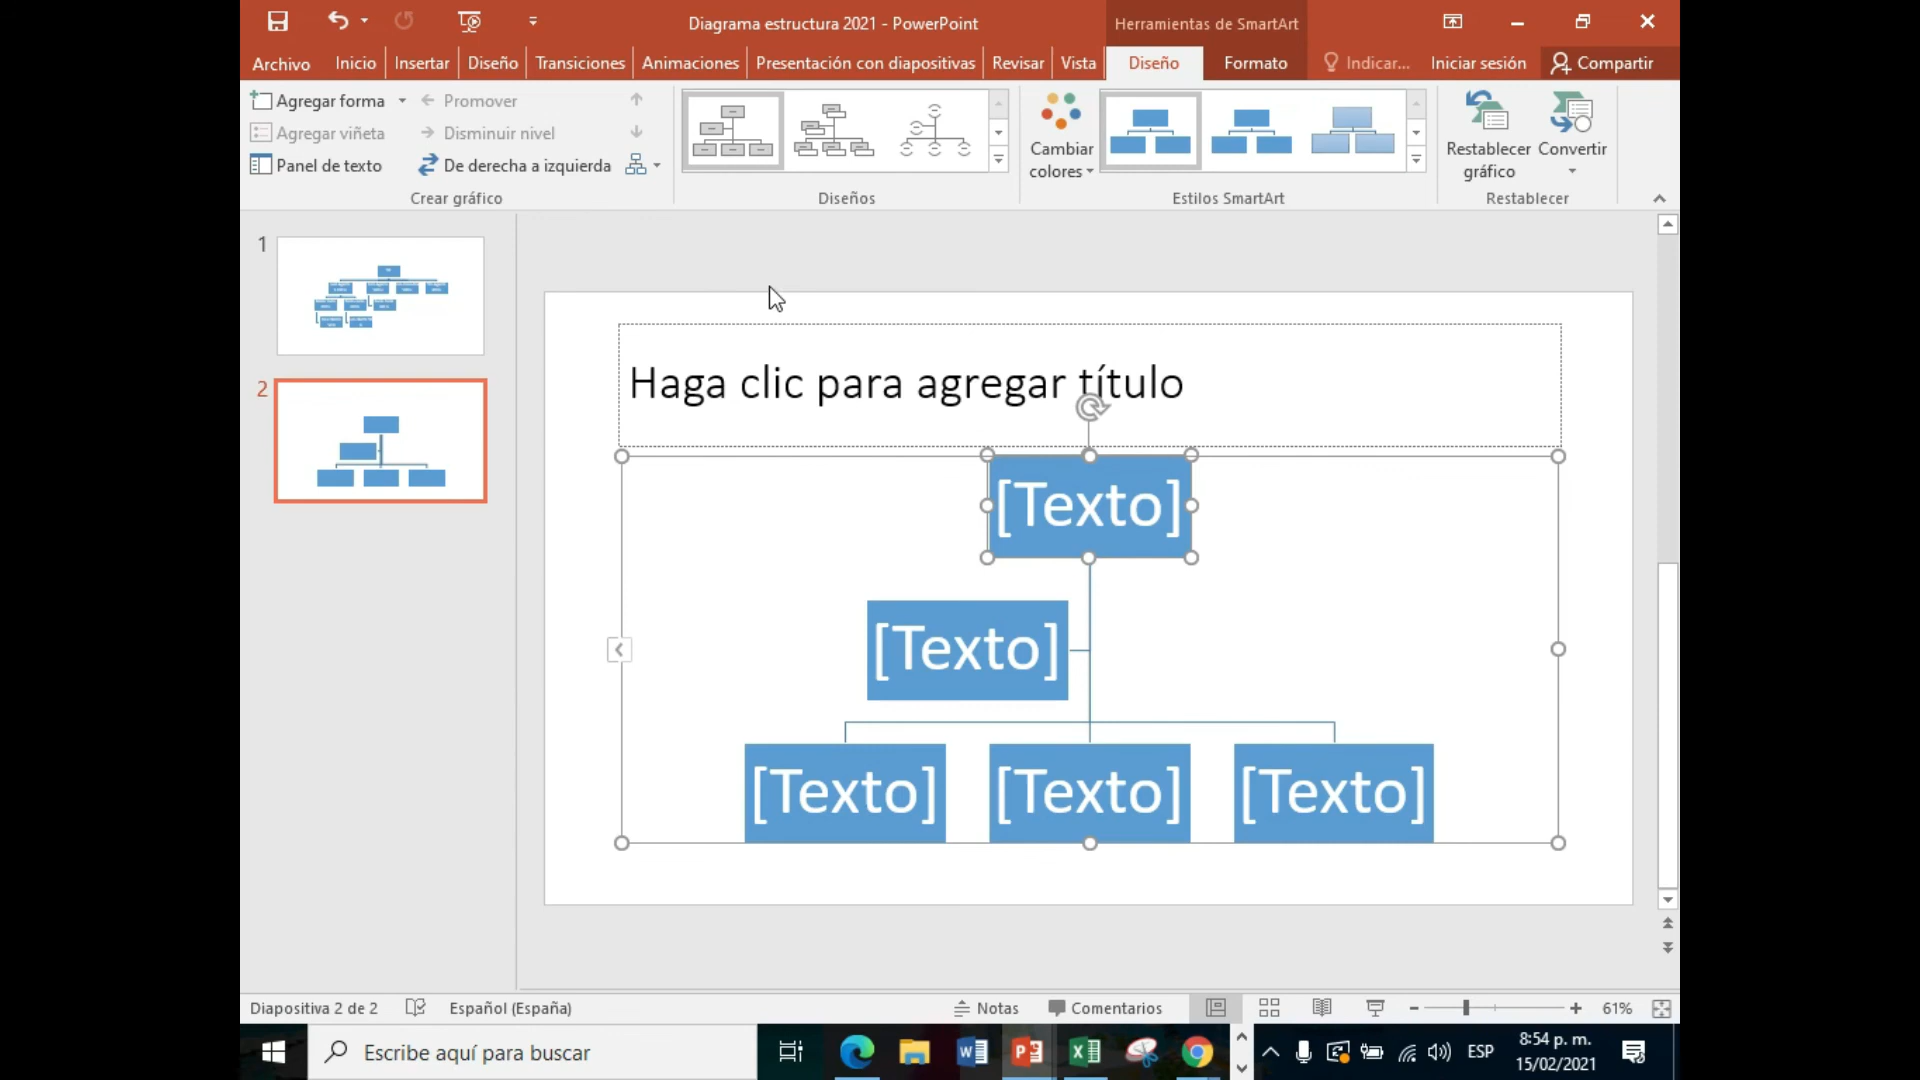 Diagrama estructura 2021 - PowerPoint
Herramientas de SmartArt
Archivo Inicio Insertar Diseño Transiciones Animaciones Presentación con diapositivas Revisar Vista Diseño Formato Indicar... Iniciar sesión Compartir
Agregar forma
Promover
Agregar viñeta
Disminuir nivel
Panel de texto
De derecha a izquierda
Crear gráfico
Diseños
Cambiar
colores
Estilos SmartArt
Restablecer
gráfico
Convertir
Restablecer
1
2
Haga clic para agregar título
[Texto]
[Texto]
[Texto] [Texto] [Texto]
Diapositiva 2 de 2 Español (España) Notas Comentarios 61%
Escribe aquí para buscar
ESP
8:54 p. m.
15/02/2021